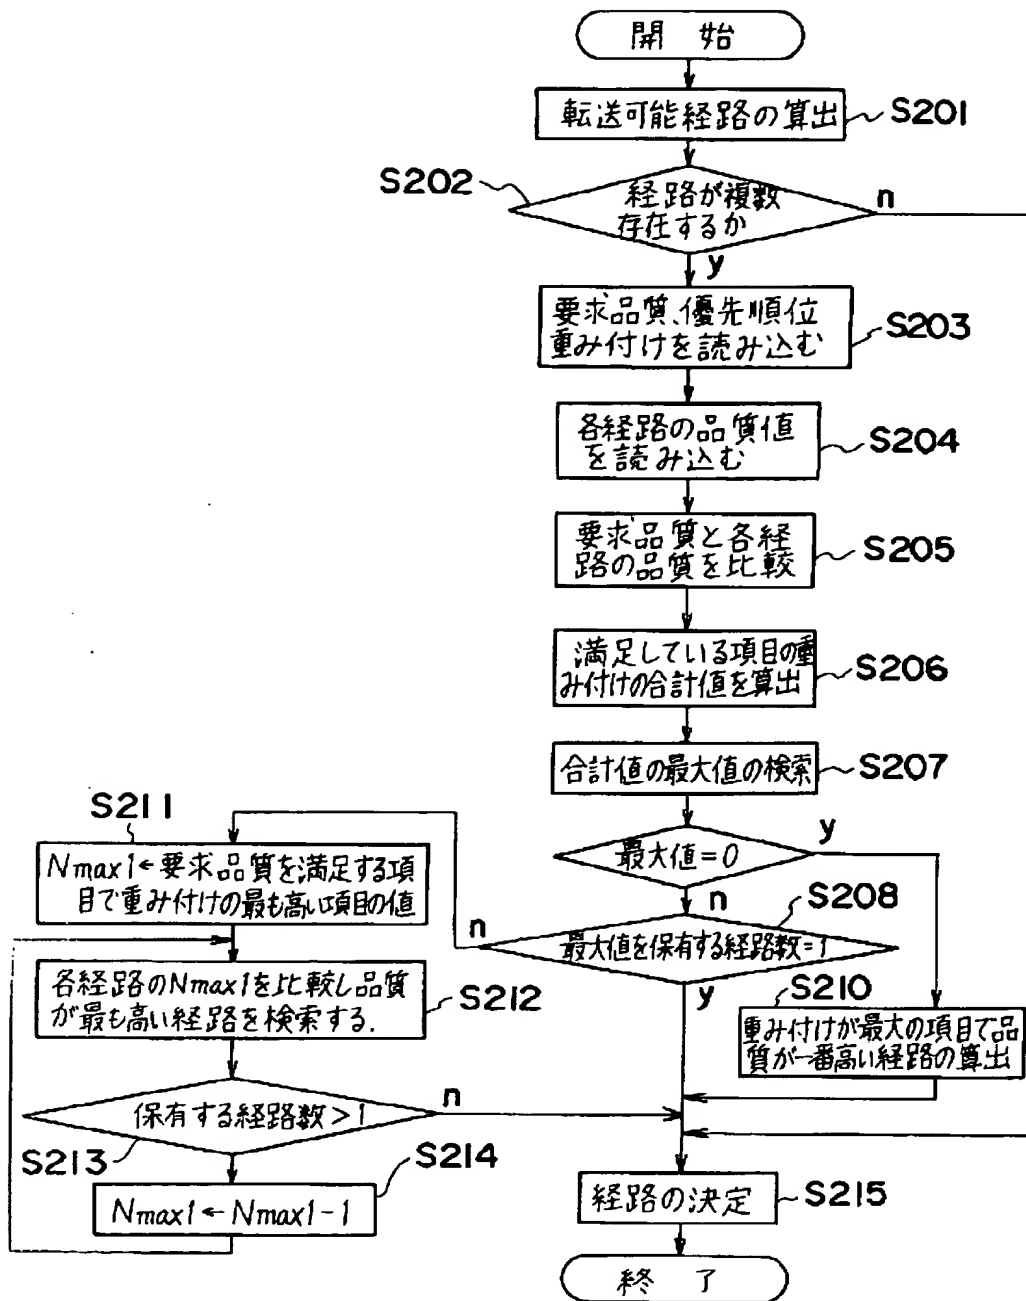 開 始
転送可能経路の算出
S201
S202
経路が複数
存在するか
n
y
要求品質、優先順位
重み付けを読み込む
S203
各経路の品質値
を読み込む
S204
要求品質と各経
路の品質を比較
S205
満足している項目の重
み付けの合計値を算出
S206
合計値の最大値の検索
S207
最大値=0
y
n
S208
最大値を保有する経路数=1
n
y
S210
重み付けが最大の項目で品
質が一番高い経路の算出
S211
Nmax1←要求品質を満足する項
目で重み付けの最も高い項目の値
各経路のNmax1を比較し品質
が最も高い経路を検索する.
S212
保有する経路数>1
n
S213
S214
Nmax1←Nmax1-1
経路の決定
S215
終 了